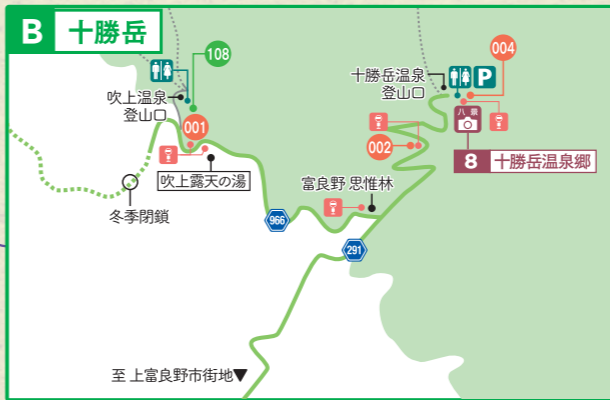 B 十勝岳
108
004
吹上温泉
登山口
十勝岳温泉
登山口
P
001
002
八景
8 十勝岳温泉郷
吹上露天の湯
富良野 思惟林
冬季閉鎖
966
291
至 上富良野市街地▼